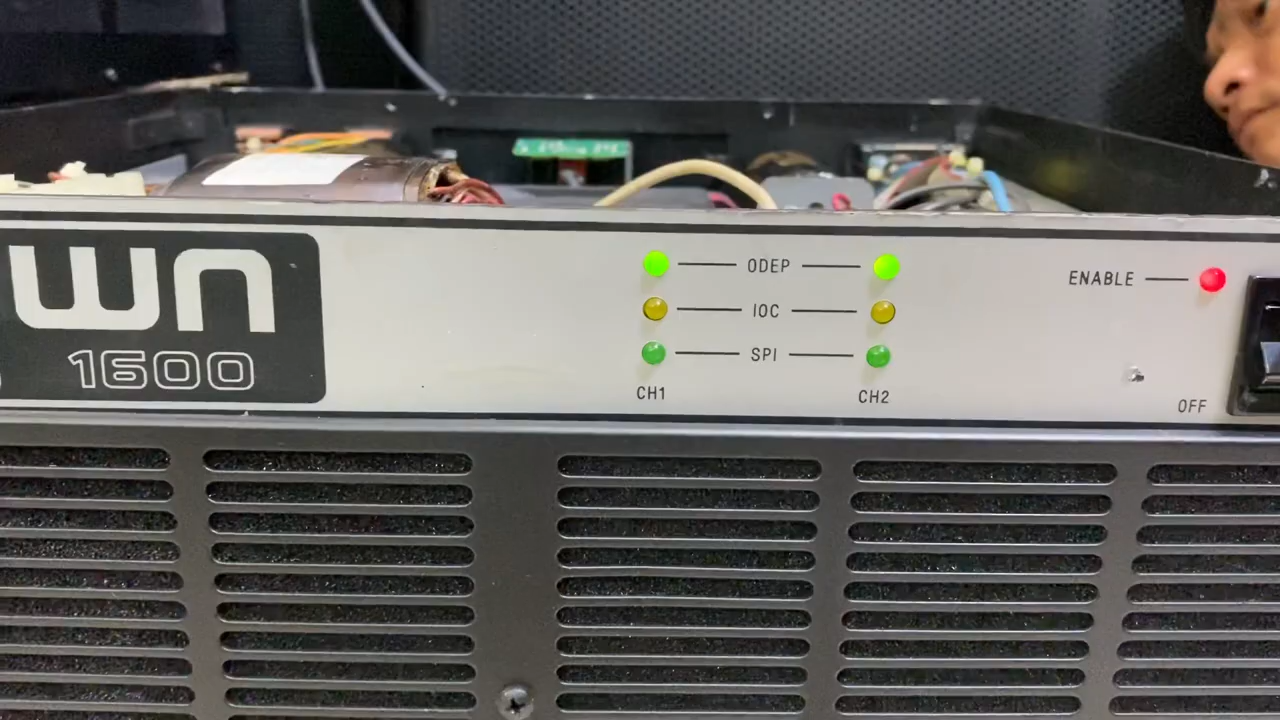 wn
1600
ODEP
IOC
SPI
CH1
CH2
ENABLE
OFF